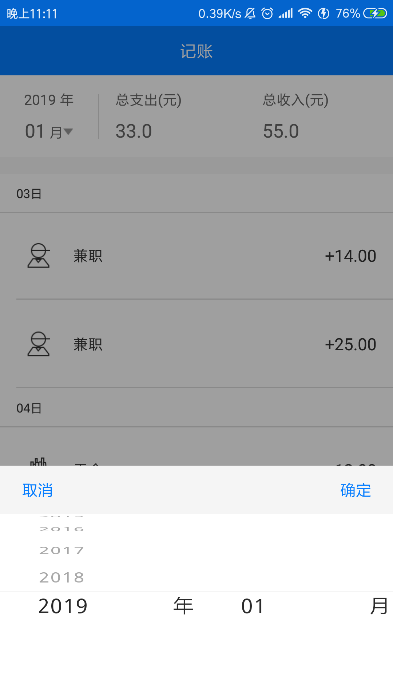 晚上11:11 0.39K/s 76%
记账
2019 年 总支出(元) 总收入(元)
01 月 33.0 55.0
03日
兼职 +14.00
兼职 +25.00
04日
取消 确定
2016
2017
2018
2019 年 01 月